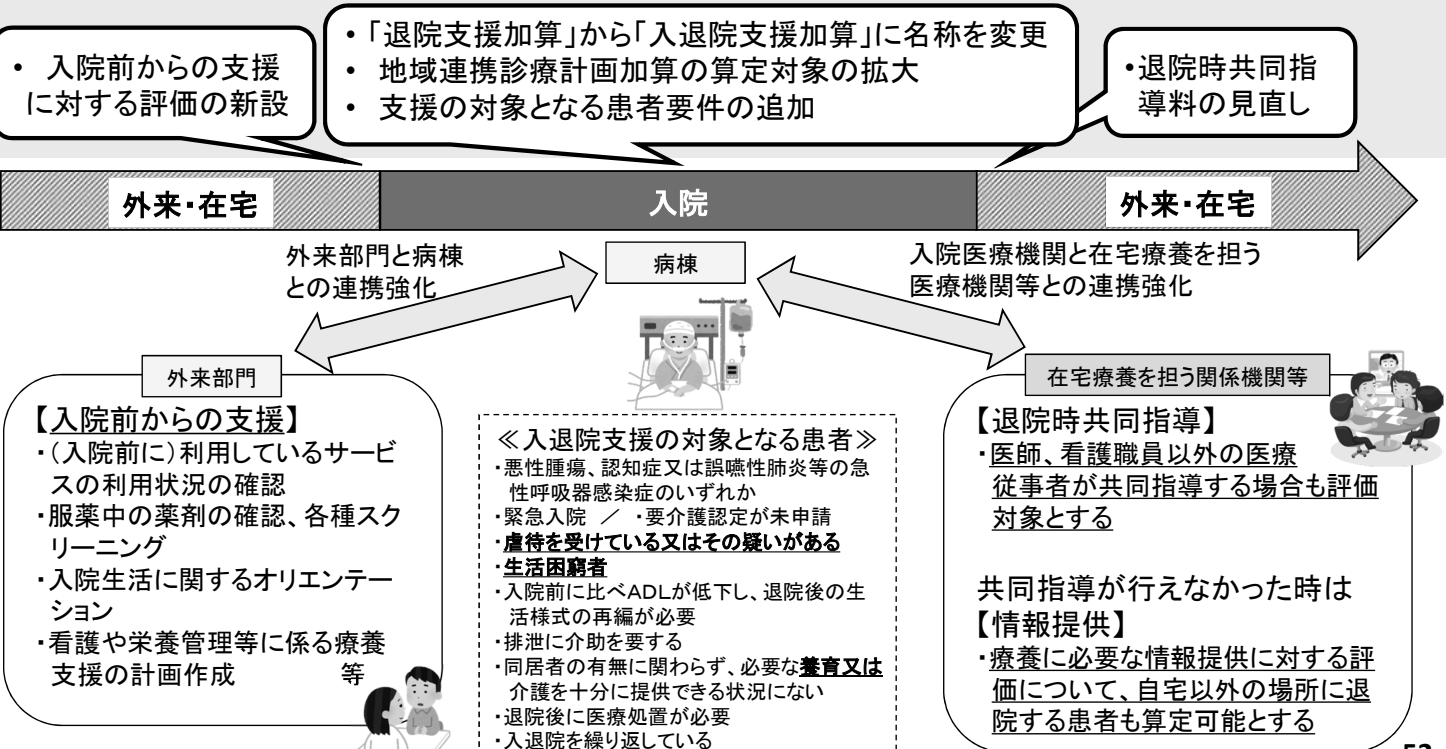 ・ 入院前からの支援
に対する評価の新設
・「退院支援加算」から「入退院支援加算」に名称を変更
・ 地域連携診療計画加算の算定対象の拡大
・ 支援の対象となる患者要件の追加
・退院時共同指
導料の見直し
外来・在宅
入院
外来・在宅
外来部門と病棟
との連携強化
病棟
入院医療機関と在宅療養を担う
医療機関等との連携強化
外来部門
【入院前からの支援】
・(入院前に)利用しているサービ
スの利用状況の確認
・服薬中の薬剤の確認、各種スク
リーニング
・入院生活に関するオリエンテー
ション
・看護や栄養管理等に係る療養
支援の計画作成 等
≪入退院支援の対象となる患者≫
・悪性腫瘍、認知症又は誤嚥性肺炎等の急
性呼吸器感染症のいずれか
・緊急入院 ／ ・要介護認定が未申請
・虐待を受けている又はその疑いがある
・生活困窮者
・入院前に比べADLが低下し、退院後の生
活様式の再編が必要
・排泄に介助を要する
・同居者の有無に関わらず、必要な養育又は
介護を十分に提供できる状況にない
・退院後に医療処置が必要
・入退院を繰り返している
在宅療養を担う関係機関等
【退院時共同指導】
・医師、看護職員以外の医療
従事者が共同指導する場合も評価
対象とする
共同指導が行えなかった時は
【情報提供】
・療養に必要な情報提供に対する評
価について、自宅以外の場所に退
院する患者も算定可能とする